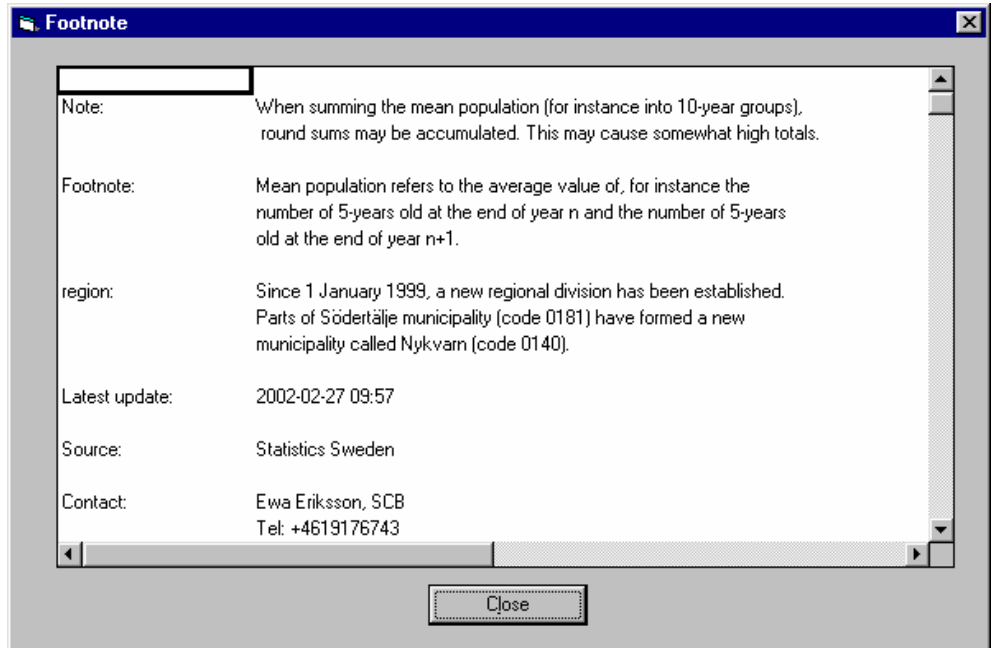 Footnote
Note: When summing the mean population (for instance into 10-year groups),
round sums may be accumulated. This may cause somewhat high totals.
Footnote: Mean population refers to the average value of, for instance the
number of 5-years old at the end of year n and the number of 5-years
old at the end of year n+1.
region: Since 1 January 1999, a new regional division has been established.
Parts of Södertälje municipality (code 0181) have formed a new
municipality called Nykvarn (code 0140).
Latest update: 2002-02-27 09:57
Source: Statistics Sweden
Contact: Ewa Eriksson, SCB
Tel: +4619176743
Close